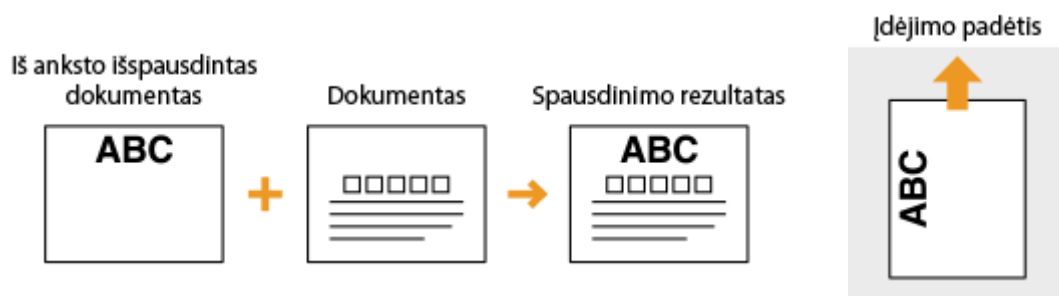 Įdėjimo padėtis
Iš anksto išspausdintas
dokumentas
Dokumentas
Spausdinimo rezultatas
ABC
ABC
ABC